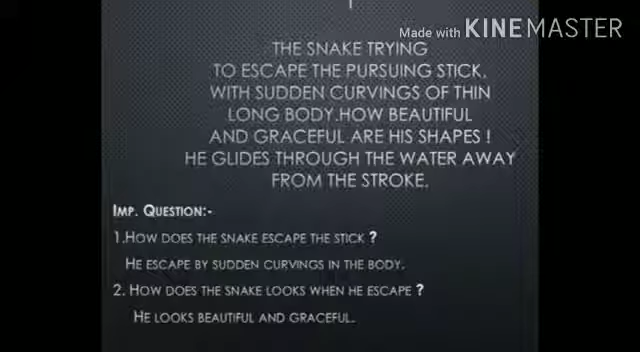 Made with KINEMASTER
THE SNAKE TRYING
TO ESCAPE THE PURSUING STICK,
WITH SUDDEN CURVINGS OF THIN
LONG BODY.HOW BEAUTIFUL
AND GRACEFUL ARE HIS SHAPES !
HE GLIDES THROUGH THE WATER AWAY
FROM THE STROKE.
IMP. QUESTION:-
1.HOW DOES THE SNAKE ESCAPE THE STICK ?
HE ESCAPE BY SUDDEN CURVINGS IN THE BODY.
2. HOW DOES THE SNAKE LOOKS WHEN HE ESCAPE ?
HE LOOKS BEAUTIFUL AND GRACEFUL.